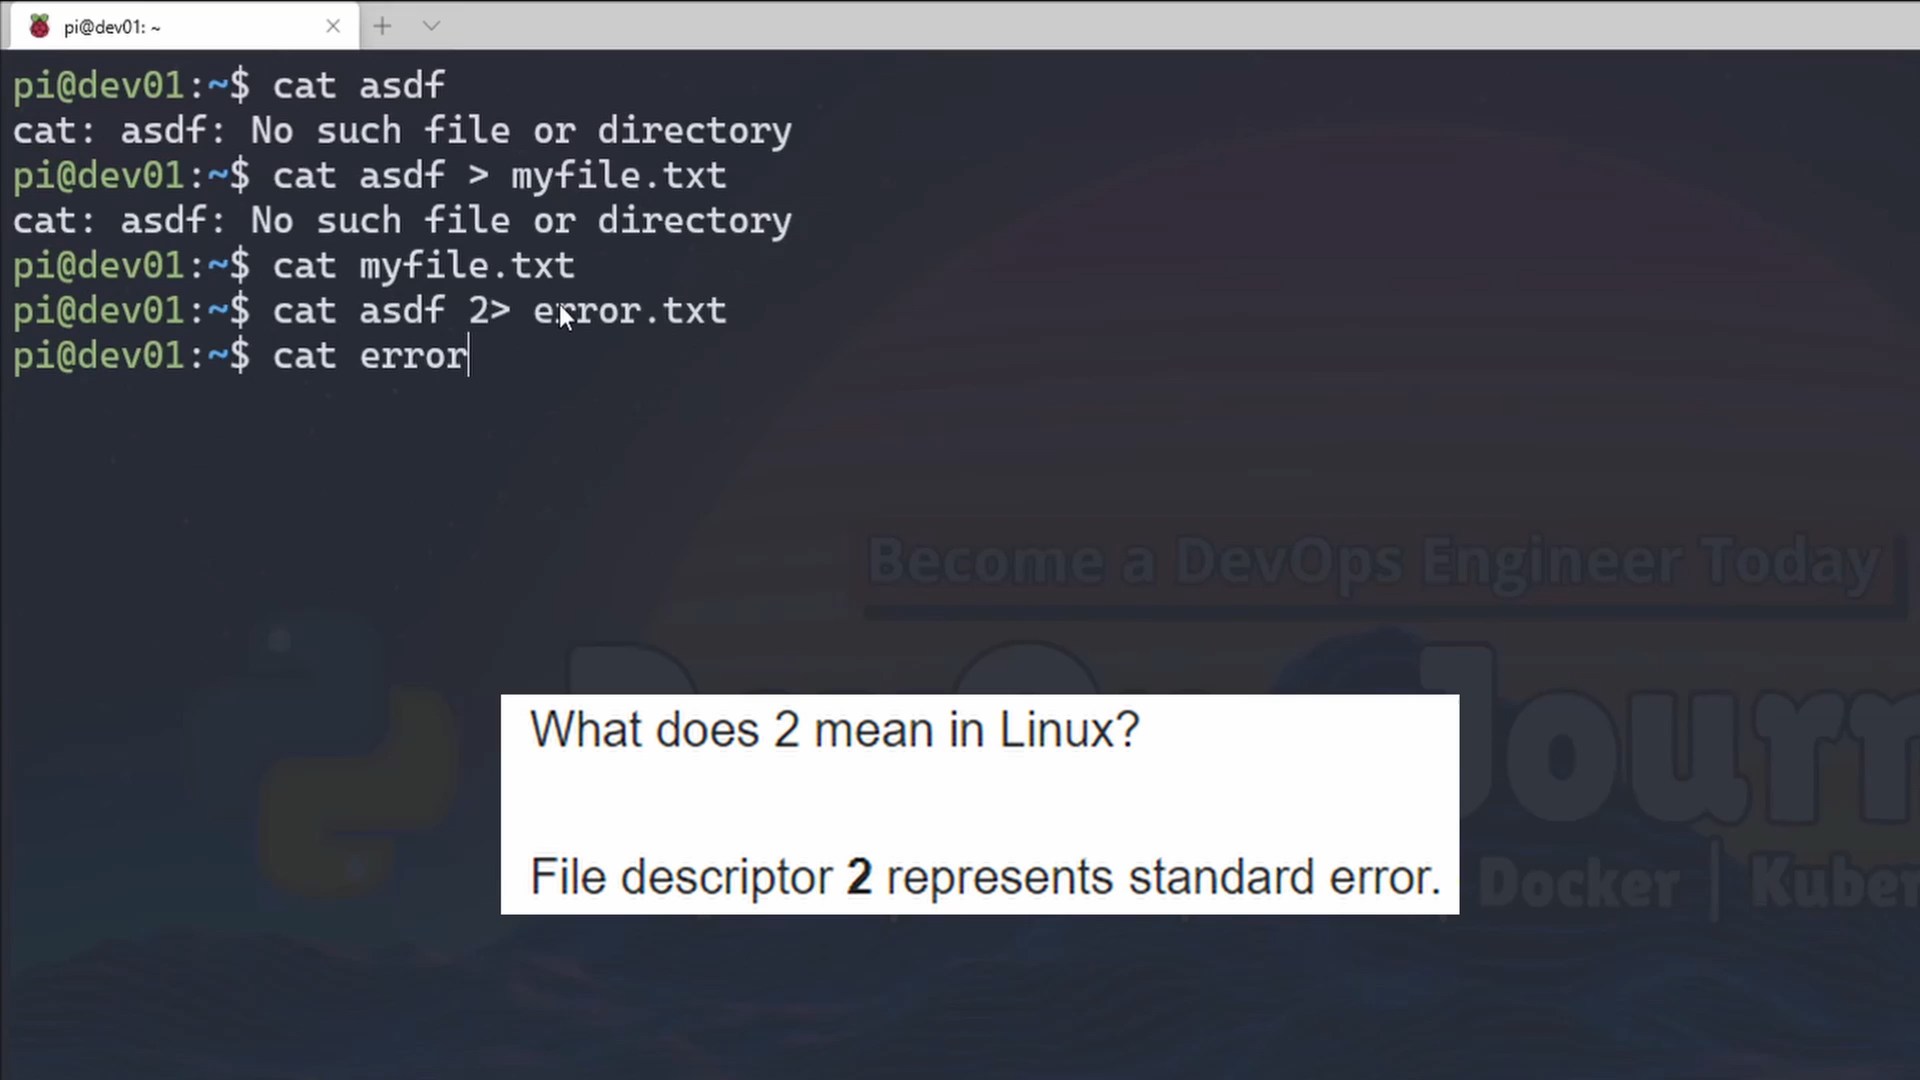 pi@dev01: ~
pi@dev01:~$ cat asdf
cat: asdf: No such file or directory
pi@dev01:~$ cat asdf > myfile.txt
cat: asdf: No such file or directory
pi@dev01:~$ cat myfile.txt
pi@dev01:~$ cat asdf 2> error.txt
pi@dev01:~$ cat error
Become a DevOps Engineer Today
Journ
What does 2 mean in Linux?
File descriptor 2 represents standard error.
Docker | Kuber